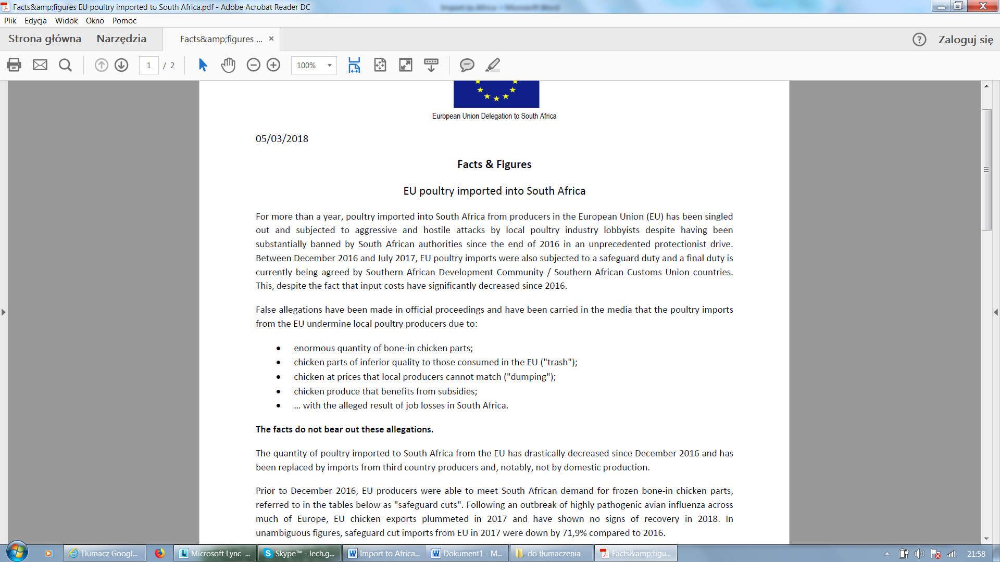 Facts&amp;figures EU poultry imported to South Africa.pdf - Adobe Acrobat Reader DC
Import to Africa - Microsoft Word
Plik Edycja Widok Okno Pomoc
Strona główna Narzędzia Facts&amp;figures ... × ? Zaloguj się
1 / 2 100%
European Union Delegation to South Africa
05/03/2018
Facts & Figures
EU poultry imported into South Africa
For more than a year, poultry imported into South Africa from producers in the European Union (EU) has been singled
out and subjected to aggressive and hostile attacks by local poultry industry lobbyists despite having been
substantially banned by South African authorities since the end of 2016 in an unprecedented protectionist drive.
Between December 2016 and July 2017, EU poultry imports were also subjected to a safeguard duty and a final duty is
currently being agreed by Southern African Development Community / Southern African Customs Union countries.
This, despite the fact that input costs have significantly decreased since 2016.
False allegations have been made in official proceedings and have been carried in the media that the poultry imports
from the EU undermine local poultry producers due to:
• enormous quantity of bone-in chicken parts;
• chicken parts of inferior quality to those consumed in the EU ("trash");
• chicken at prices that local producers cannot match ("dumping");
• chicken produce that benefits from subsidies;
• ... with the alleged result of job losses in South Africa.
The facts do not bear out these allegations.
The quantity of poultry imported to South Africa from the EU has drastically decreased since December 2016 and has
been replaced by imports from third country producers and, notably, not by domestic production.
Prior to December 2016, EU producers were able to meet South African demand for frozen bone-in chicken parts,
referred to in the tables below as "safeguard cuts". Following an outbreak of highly pathogenic avian influenza across
much of Europe, EU chicken exports plummeted in 2017 and have shown no signs of recovery in 2018. In
unambiguous figures, safeguard cut imports from EU in 2017 were down by 71,9% compared to 2016.
Tłumacz Googl... Microsoft Lync ... Skype™ - lech.g... Import to Africa... Dokument1 - M... do tłumaczenia Facts&amp;figu... 21:58